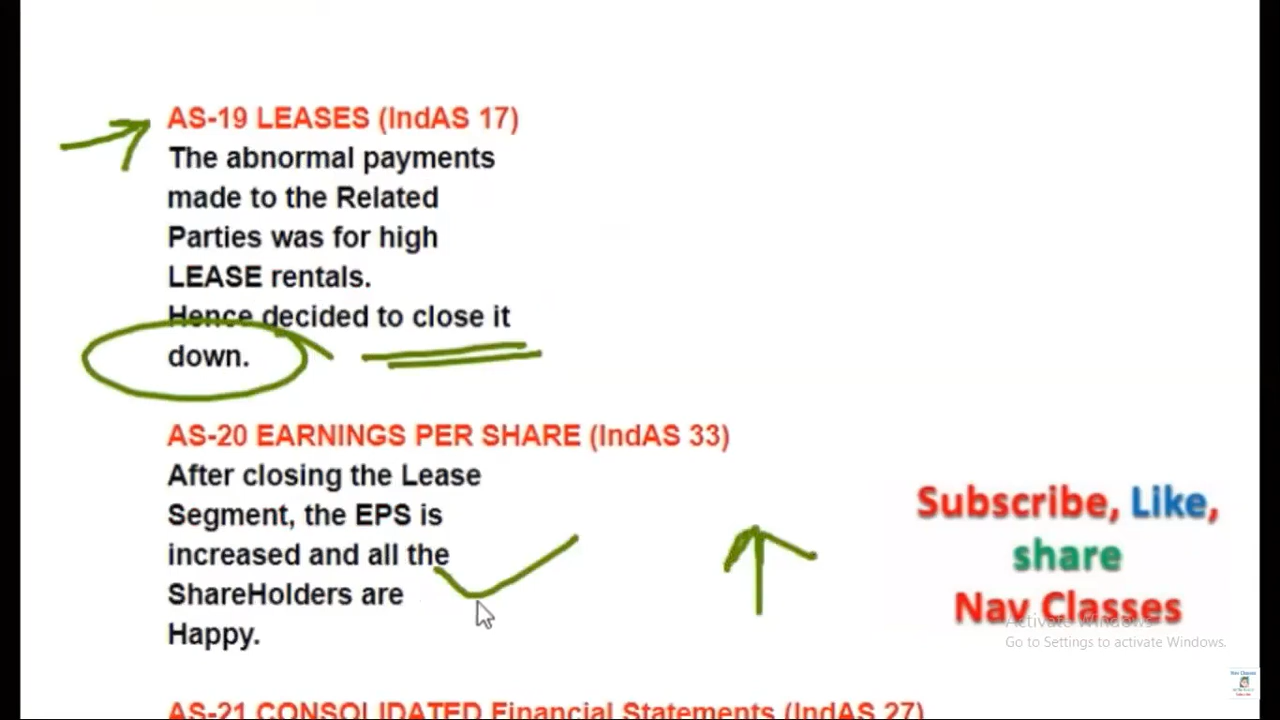 AS-19 LEASES (IndAS 17)
The abnormal payments
made to the Related
Parties was for high
LEASE rentals.
Hence decided to close it
down.
AS-20 EARNINGS PER SHARE (IndAS 33)
After closing the Lease
Segment, the EPS is
increased and all the
ShareHolders are
Happy.
Subscribe, Like,
share
Nav Classes
Activate Windows
Go to Settings to activate Windows.
AS-21 CONSOLIDATED Financial Statements (IndAS 27)